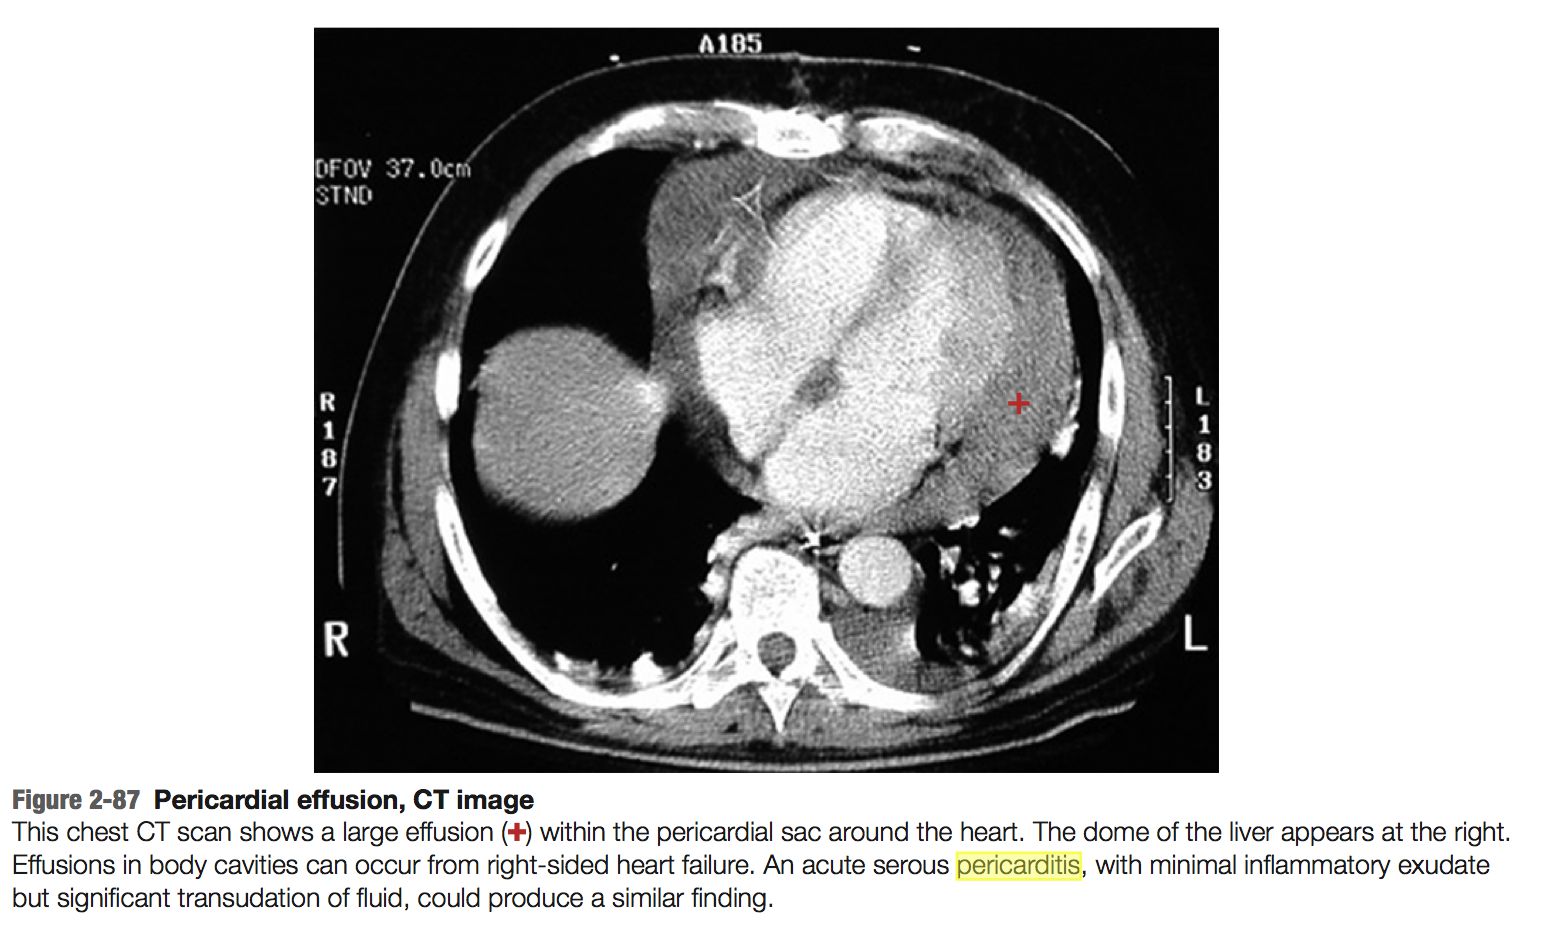 A185
DFOV 37.0cm
STND
R
1
8
7
L
1
8
3
R
L
Figure 2-87 Pericardial effusion, CT image
This chest CT scan shows a large effusion (+) within the pericardial sac around the heart. The dome of the liver appears at the right.
Effusions in body cavities can occur from right-sided heart failure. An acute serous pericarditis, with minimal inflammatory exudate
but significant transudation of fluid, could produce a similar finding.